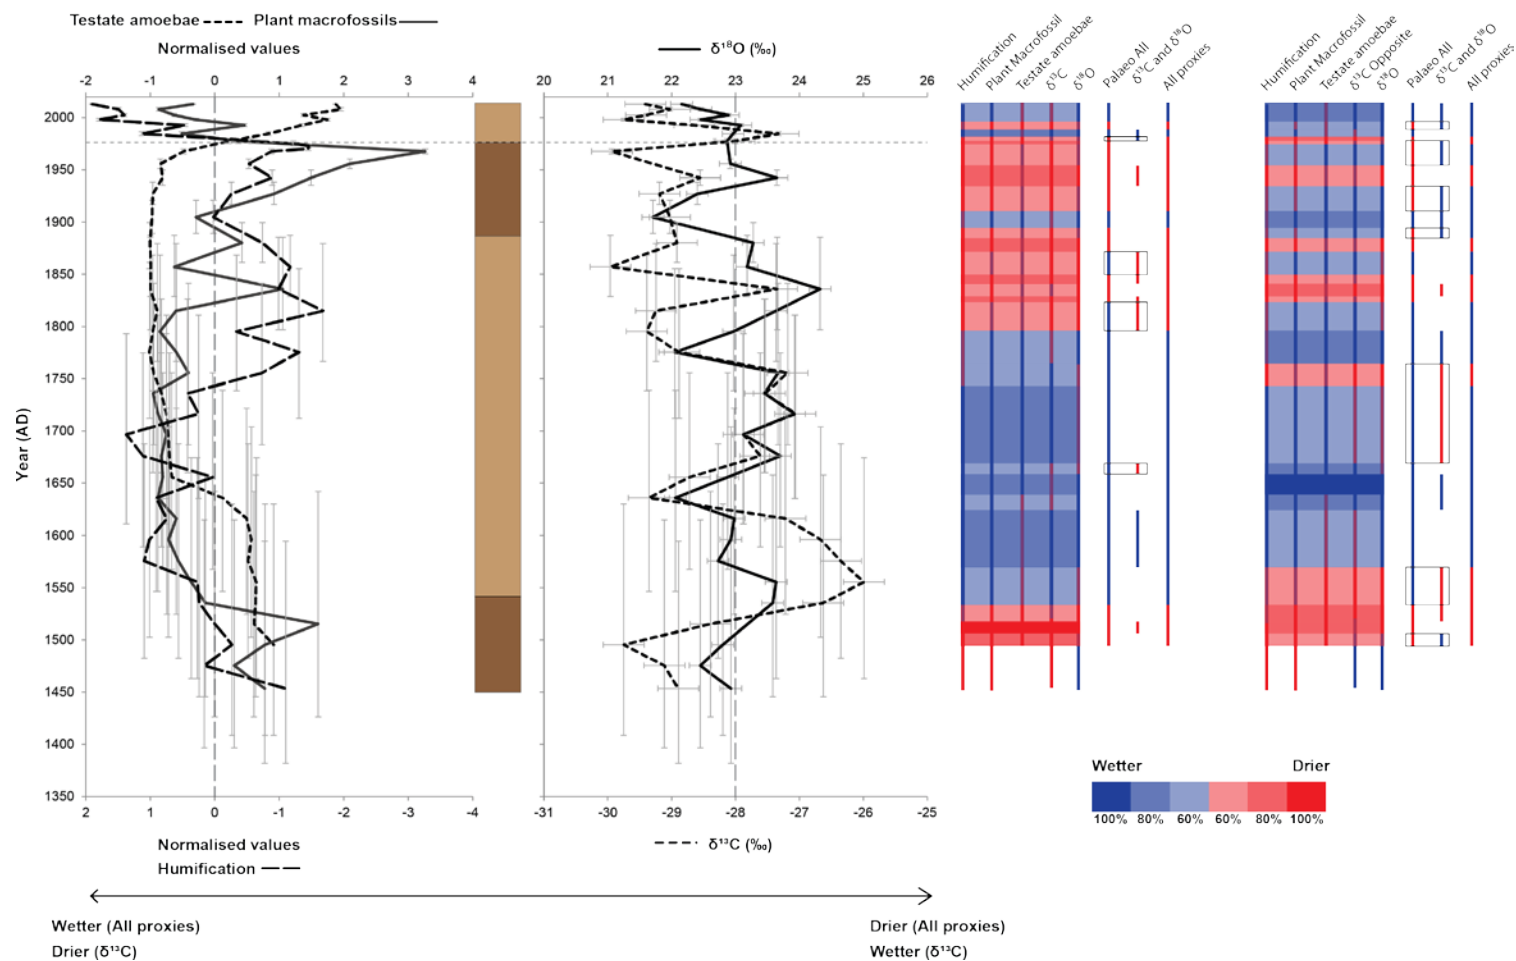 Testate amoebae Plant macrofossils
Normalised values
-2 -1 0 1 2 3 4
δ¹⁸O (‰)
20 21 22 23 24 25 26
Humification
Plant Macrofossil
Testate amoebae
δ¹³C
δ¹⁸O
Palaeo All
δ¹³C and δ¹⁸O
All proxies
Humification
Plant Macrofossil
Testate amoebae
δ¹³C Opposite
δ¹⁸O
Palaeo All
δ¹³C and δ¹⁸O
All proxies
Year (AD)
2000
1950
1900
1850
1800
1750
1700
1650
1600
1550
1500
1450
1400
1350
2 1 0 -1 -2 -3 -4
Normalised values
Humification
-31 -30 -29 -28 -27 -26 -25
δ¹³C (‰)
Wetter Drier
100% 80% 60% 60% 80% 100%
Wetter (All proxies)
Drier (δ¹³C)
Drier (All proxies)
Wetter (δ¹³C)